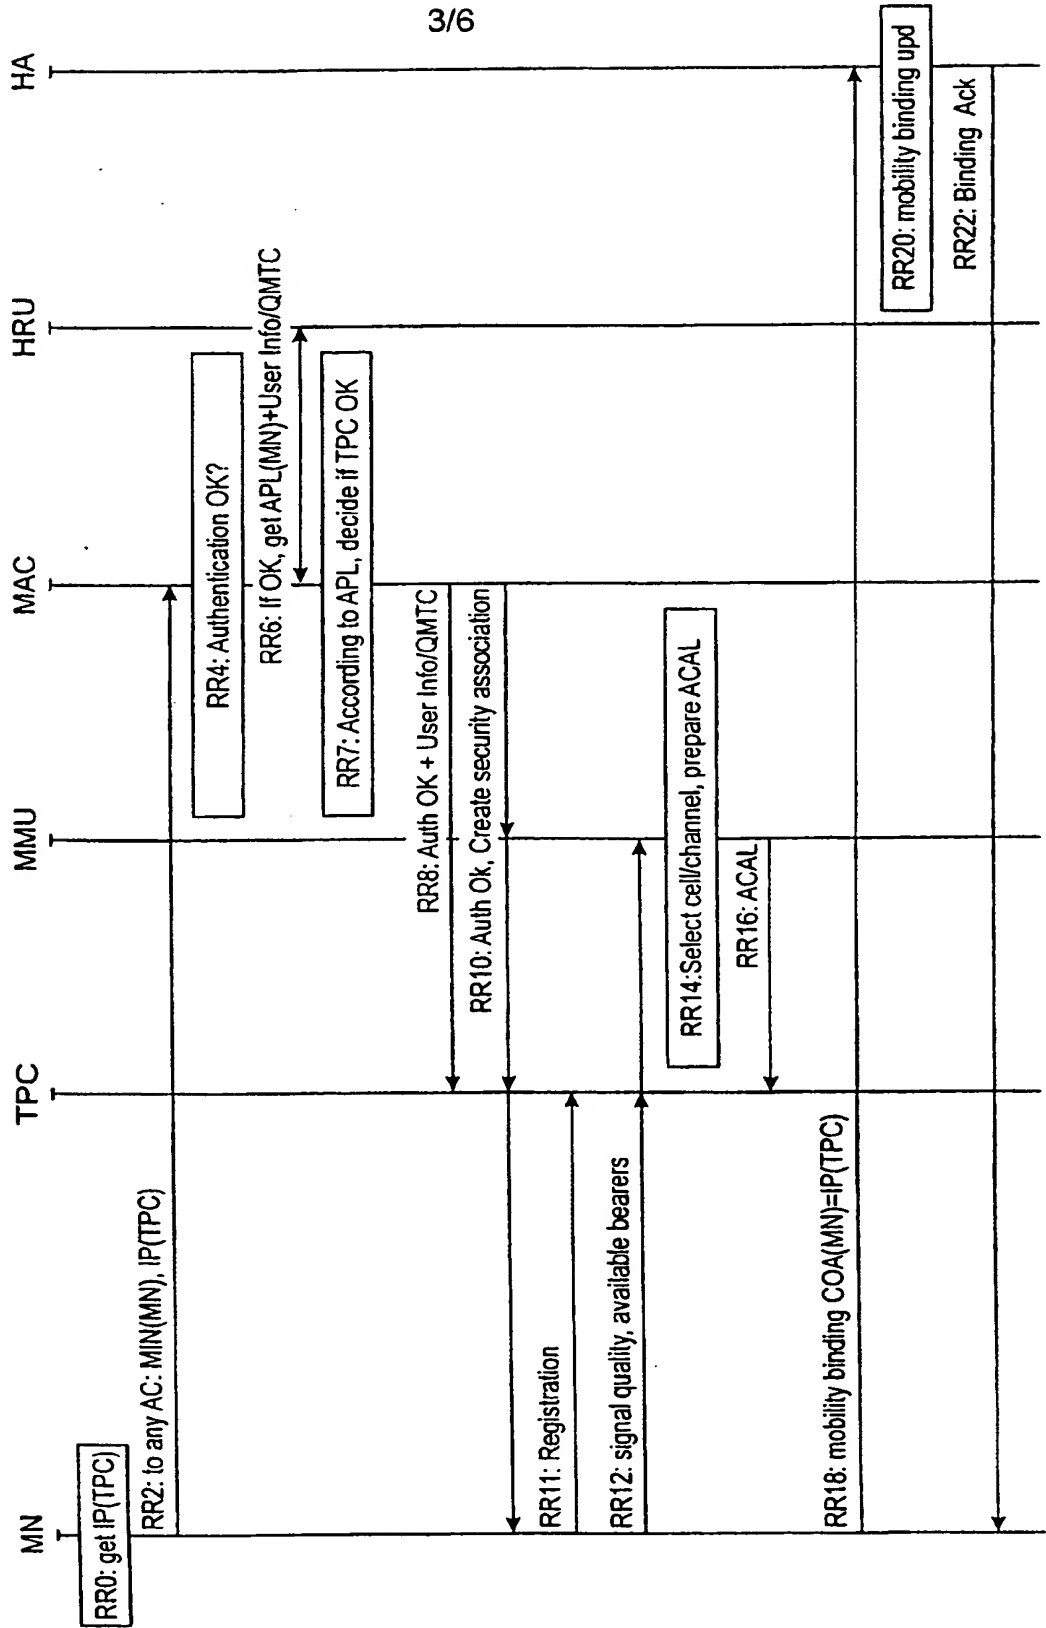 3/6
MN
TPC
MMU
MAC
HRU
HA
RR0: get IP(TPC)
RR2: to any AC: MIN(MN), IP(TPC)
RR4: Authentication OK?
RR6: If OK, get APL(MN)+User Info/QMTC
RR7: According to APL, decide if TPC OK
RR8: Auth OK + User Info/QMTC
RR10: Auth Ok, Create security association
RR11: Registration
RR12: signal quality, available bearers
RR14:Select cell/channel, prepare ACAL
RR16: ACAL
RR18: mobility binding COA(MN)=IP(TPC)
RR20: mobility binding upd
RR22: Binding Ack